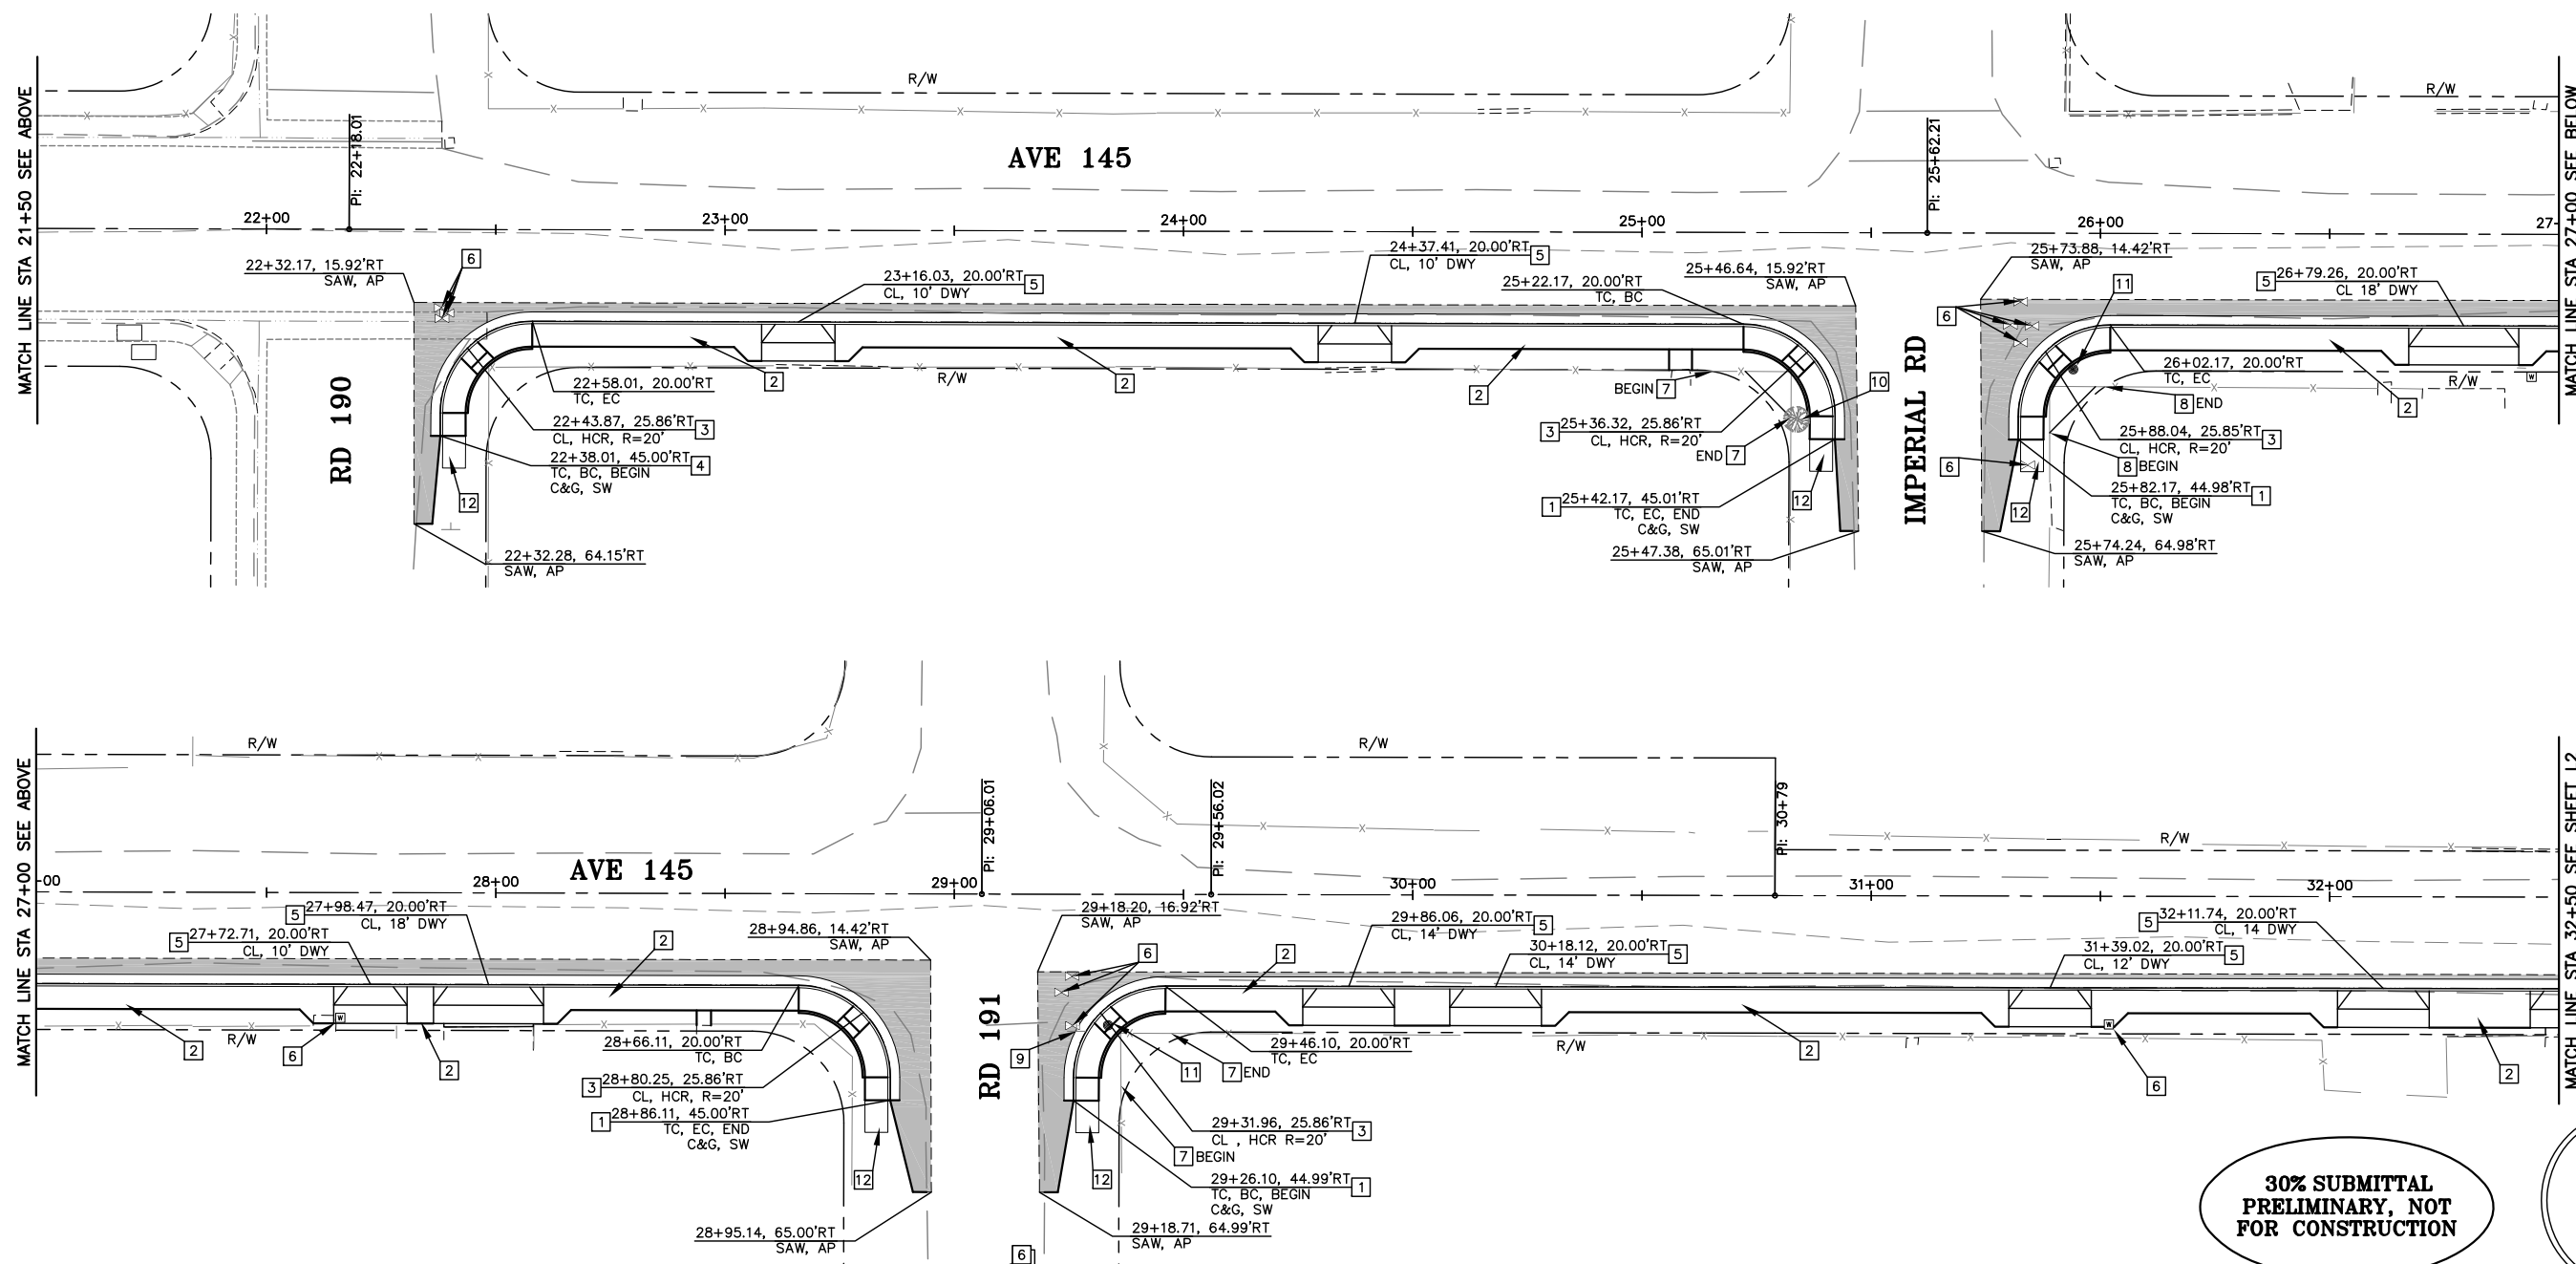 MATCH LINE STA 21+50 SEE ABOVE
R/W
R/W
MATCH LINE STA 27+00 SEE BELOW
PI: 22+18.01
AVE 145
PI: 25+62.21
22+00
23+00
24+00
25+00
26+00
27-
22+32.17, 15.92'RT
SAW, AP
6
23+16.03, 20.00'RT 5
CL, 10' DWY
24+37.41, 20.00'RT 5
CL, 10' DWY
25+22.17, 20.00'RT
TC, BC
25+46.64, 15.92'RT
SAW, AP
25+73.88, 14.42'RT
SAW, AP
11
5 26+79.26, 20.00'RT
CL 18' DWY
6
RD 190
22+58.01, 20.00'RT
TC, EC
2
R/W
2
2
BEGIN 7
10
IMPERIAL RD
26+02.17, 20.00'RT
TC, EC
R/W
8 END
2
22+43.87, 25.86'RT 3
CL, HCR, R=20'
3 25+36.32, 25.86'RT
CL, HCR, R=20'
END 7
25+88.04, 25.85'RT 3
CL, HCR, R=20'
8 BEGIN
6
22+38.01, 45.00'RT 4
TC, BC, BEGIN
C&G, SW
12
1 25+42.17, 45.01'RT
TC, EC, END
C&G, SW
12
12
25+82.17, 44.98'RT 1
TC, BC, BEGIN
C&G, SW
22+32.28, 64.15'RT
SAW, AP
25+47.38, 65.01'RT
SAW, AP
25+74.24, 64.98'RT
SAW, AP
MATCH LINE STA 27+00 SEE ABOVE
R/W
R/W
PI: 29+06.01
PI: 29+56.02
PI: 30+79
R/W
MATCH LINE STA 32+50 SEE SHEET L2
AVE 145
-00
28+00
29+00
30+00
31+00
32+00
5 27+98.47, 20.00'RT
CL, 18' DWY
5 27+72.71, 20.00'RT
CL, 10' DWY
2
28+94.86, 14.42'RT
SAW, AP
29+18.20, 16.92'RT
SAW, AP
6
2
29+86.06, 20.00'RT 5
CL, 14' DWY
30+18.12, 20.00'RT 5
CL, 14' DWY
31+39.02, 20.00'RT 5
CL, 12' DWY
5 32+11.74, 20.00'RT
CL, 14 DWY
W
W
2
R/W
6
2
28+66.11, 20.00'RT
TC, BC
RD 191
9
11
7 END
29+46.10, 20.00'RT
TC, EC
R/W
2
6
2
3 28+80.25, 25.86'RT
CL, HCR, R=20'
1 28+86.11, 45.00'RT
TC, EC, END
C&G, SW
12
12
29+31.96, 25.86'RT 3
CL , HCR R=20'
7 BEGIN
29+26.10, 44.99'RT 1
TC, BC, BEGIN
C&G, SW
28+95.14, 65.00'RT
SAW, AP
29+18.71, 64.99'RT
SAW, AP
6
30% SUBMITTAL
PRELIMINARY, NOT
FOR CONSTRUCTION